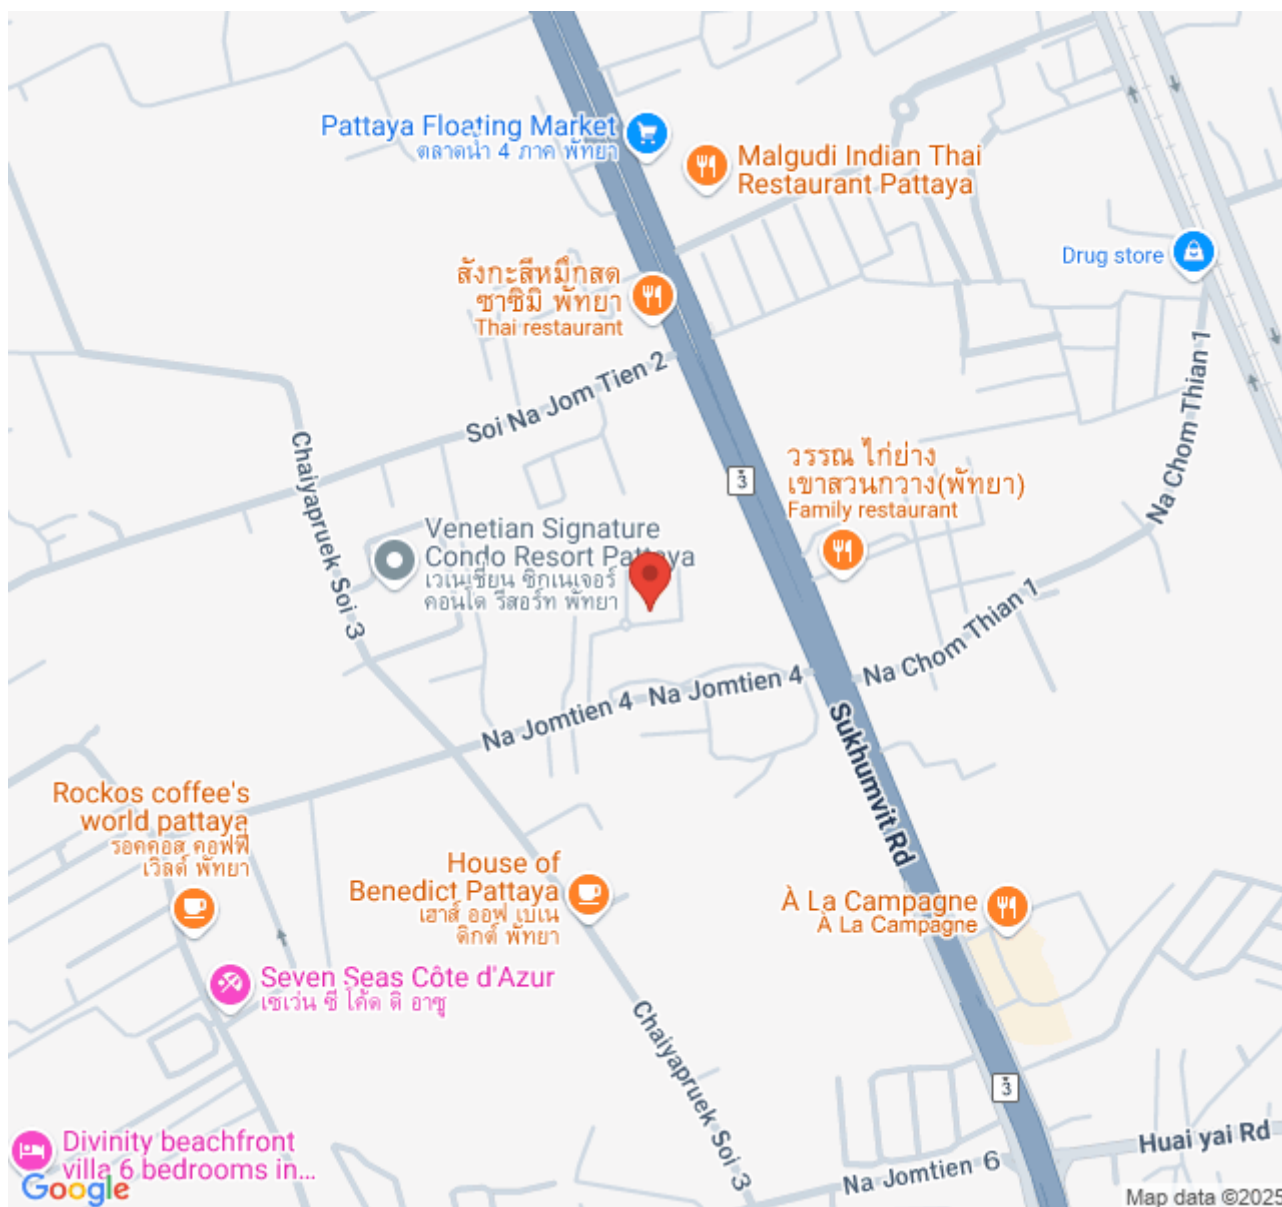 Pattaya Floating Market
ตลาดน้ำ 4 ภาค พัทยา
Malgudi Indian Thai
Restaurant Pattaya
Drug store
สังกะสีหมึกสด
ซาซิมิ พัทยา
Thai restaurant
Soi Na Jom Tien 2
Na Chom Thian 1
Chaiyapruek Soi 3
3
วรรณ ไก่ย่าง
เขาสวนกวาง(พัทยา)
Family restaurant
Venetian Signature
Condo Resort Pattaya
เวเนเชี่ยน ซิกเนเจอร์
คอนโด รีสอร์ท พัทยา
Na Chom Thian 1
Na Jomtien 4
Na Jomtien 4
Sukhumvit Rd
Rockos coffee's
world pattaya
รอคคอส คอฟฟี่
เวิลด์ พัทยา
House of
Benedict Pattaya
เฮาส์ ออฟ เบเน
ดิกต์ พัทยา
À La Campagne
À La Campagne
Seven Seas Côte d'Azur
เซเว่น ซี โค้ด ดิ อาซู
Chaiyapruek Soi 3
3
Divinity beachfront
villa 6 bedrooms in...
Huai yai Rd
Na Jomtien 6
Google
Map data ©2025